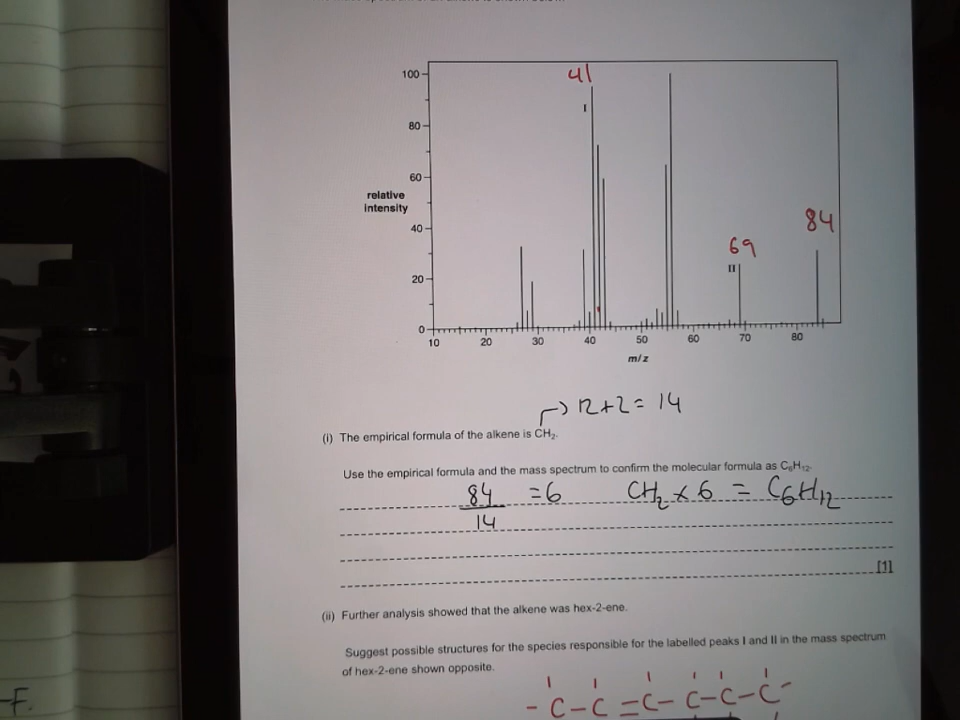 41
100
I
80
60
relative
intensity
84
40
69
II
20
0
10 20 30 40 50 60 70 80
m/z
→ 12+2 = 14
(i) The empirical formula of the alkene is CH₂.
Use the empirical formula and the mass spectrum to confirm the molecular formula as C₆H₁₂.
84/14 = 6 CH₂ × 6 = C₆H₁₂
[1]
(ii) Further analysis showed that the alkene was hex-2-ene.
Suggest possible structures for the species responsible for the labelled peaks I and II in the mass spectrum
of hex-2-ene shown opposite.
- C - C = C - C - C - C -
-F.